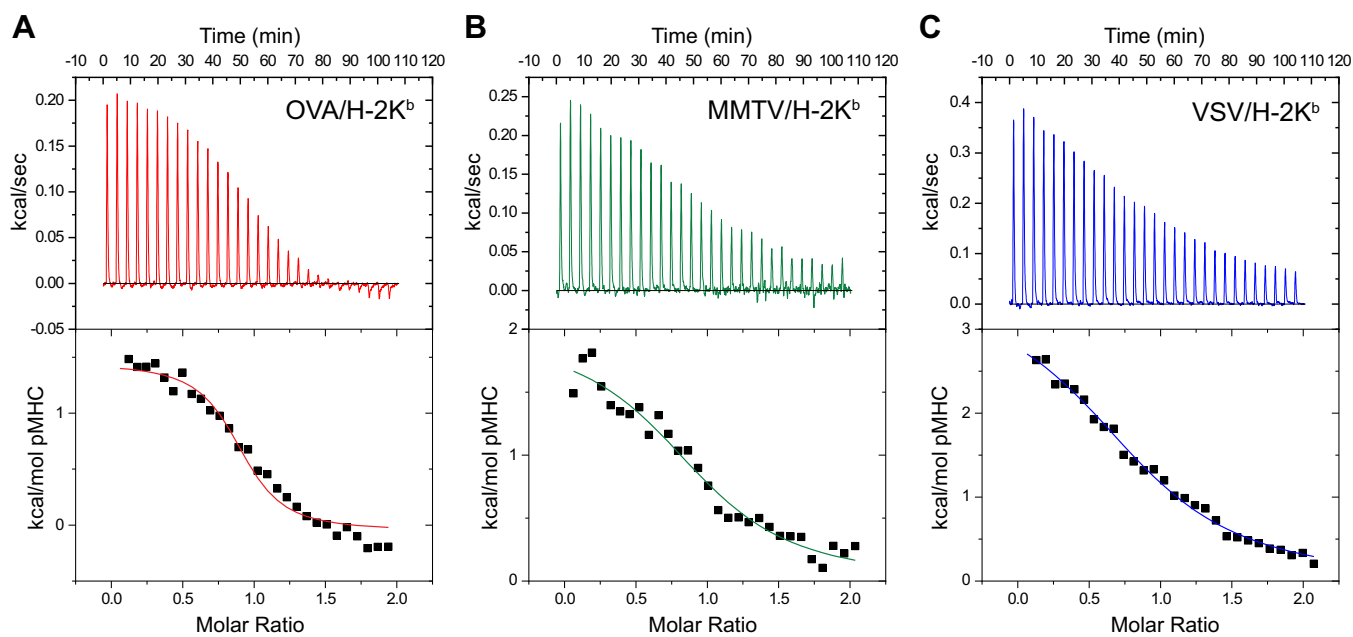 A
Time (min)
-10 0 10 20 30 40 50 60 70 80 90 100 110 120
OVA/H-2Kᵇ
kcal/sec
0.20
0.15
0.10
0.05
0.00
-0.05
kcal/mol pMHC
1
0
0.0 0.5 1.0 1.5 2.0
Molar Ratio
B
Time (min)
-10 0 10 20 30 40 50 60 70 80 90 100 110 120
MMTV/H-2Kᵇ
kcal/sec
0.25
0.20
0.15
0.10
0.05
0.00
2
kcal/mol pMHC
1
0
0.0 0.5 1.0 1.5 2.0
Molar Ratio
C
Time (min)
-10 0 10 20 30 40 50 60 70 80 90 100 110 120
VSV/H-2Kᵇ
kcal/sec
0.4
0.3
0.2
0.1
0.0
3
kcal/mol pMHC
2
1
0
0.0 0.5 1.0 1.5 2.0
Molar Ratio